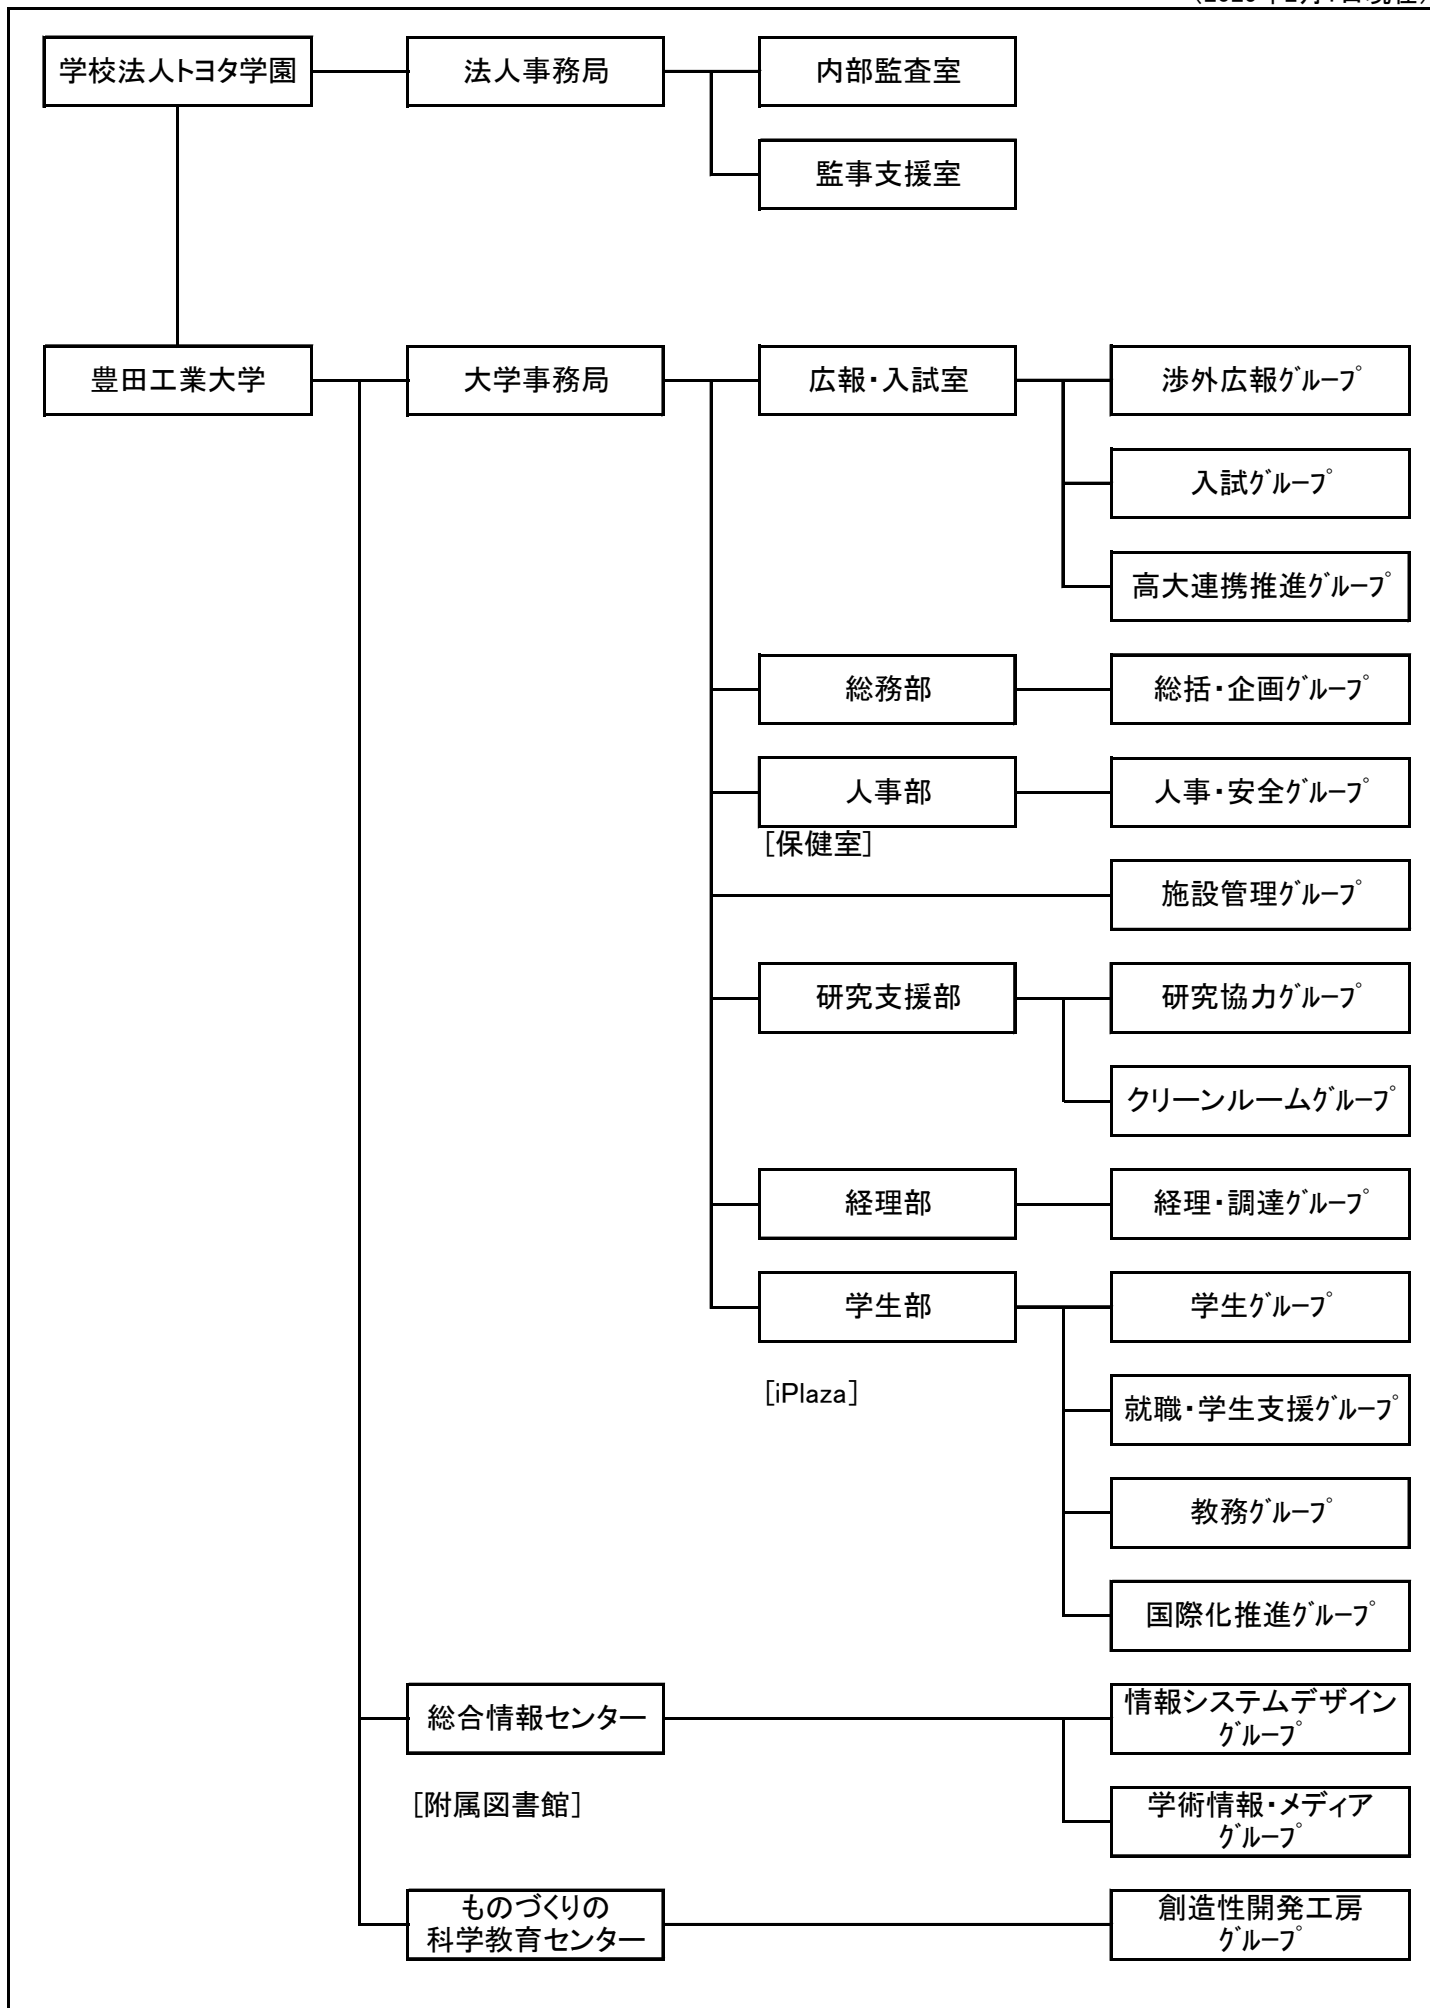 学校法人トヨタ学園
法人事務局
内部監査室
監事支援室
豊田工業大学
大学事務局
広報・入試室
渉外広報ｸﾞﾙｰﾌﾟ
入試ｸﾞﾙｰﾌﾟ
高大連携推進ｸﾞﾙｰﾌﾟ
総務部
総括・企画ｸﾞﾙｰﾌﾟ
人事部
人事・安全ｸﾞﾙｰﾌﾟ
[保健室]
施設管理ｸﾞﾙｰﾌﾟ
研究支援部
研究協力ｸﾞﾙｰﾌﾟ
クリーンルームｸﾞﾙｰﾌﾟ
経理部
経理・調達ｸﾞﾙｰﾌﾟ
学生部
学生ｸﾞﾙｰﾌﾟ
[iPlaza]
就職・学生支援ｸﾞﾙｰﾌﾟ
教務ｸﾞﾙｰﾌﾟ
国際化推進ｸﾞﾙｰﾌﾟ
総合情報センター
情報システムデザイン
ｸﾞﾙｰﾌﾟ
[附属図書館]
学術情報・メディア
ｸﾞﾙｰﾌﾟ
ものづくりの
科学教育センター
創造性開発工房
ｸﾞﾙｰﾌﾟ